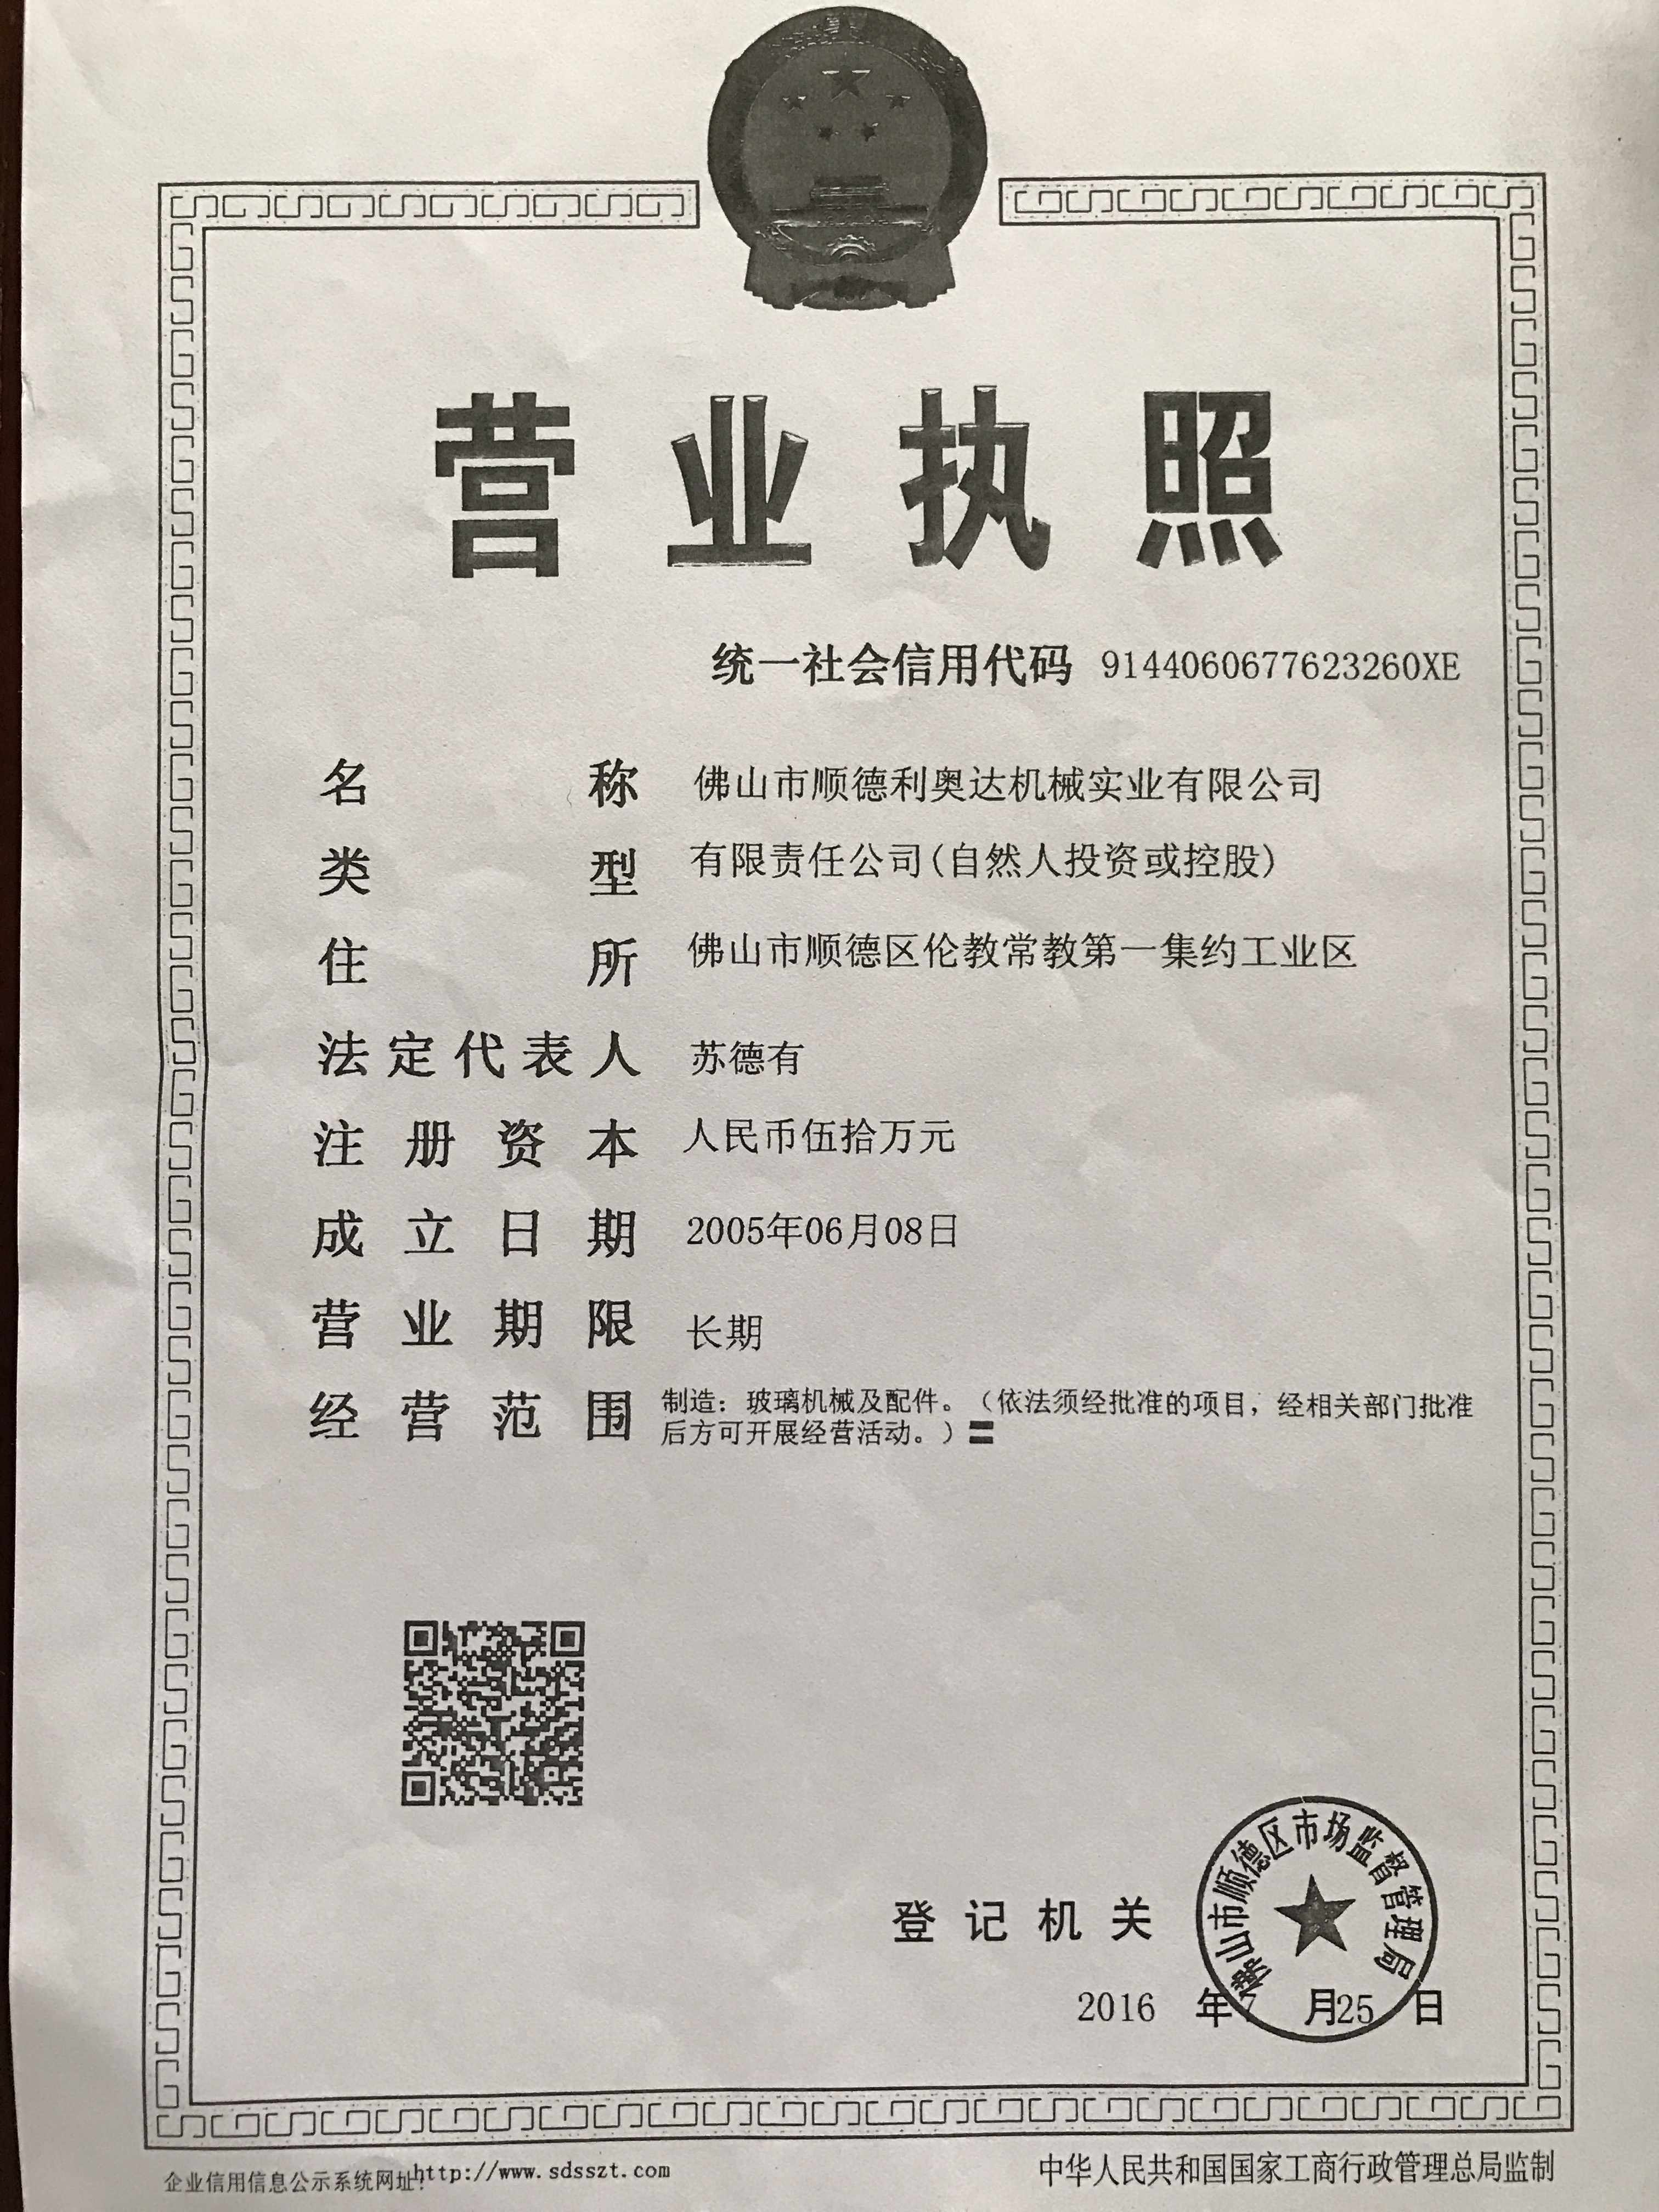 营业执照
统一社会信用代码 9144060677623260XE
名称 佛山市顺德利奥达机械实业有限公司
类型 有限责任公司(自然人投资或控股)
住所 佛山市顺德区伦教常教第一集约工业区
法定代表人 苏德有
注册资本 人民币伍拾万元
成立日期 2005年06月08日
营业期限 长期
经营范围 制造：玻璃机械及配件。（依法须经批准的项目，经相关部门批准
后方可开展经营活动。）〓
佛山市顺德区市场监督管理局
登记机关
2016 年7 月25 日
企业信用信息公示系统网址：http://www.sdsszt.com
中华人民共和国国家工商行政管理总局监制